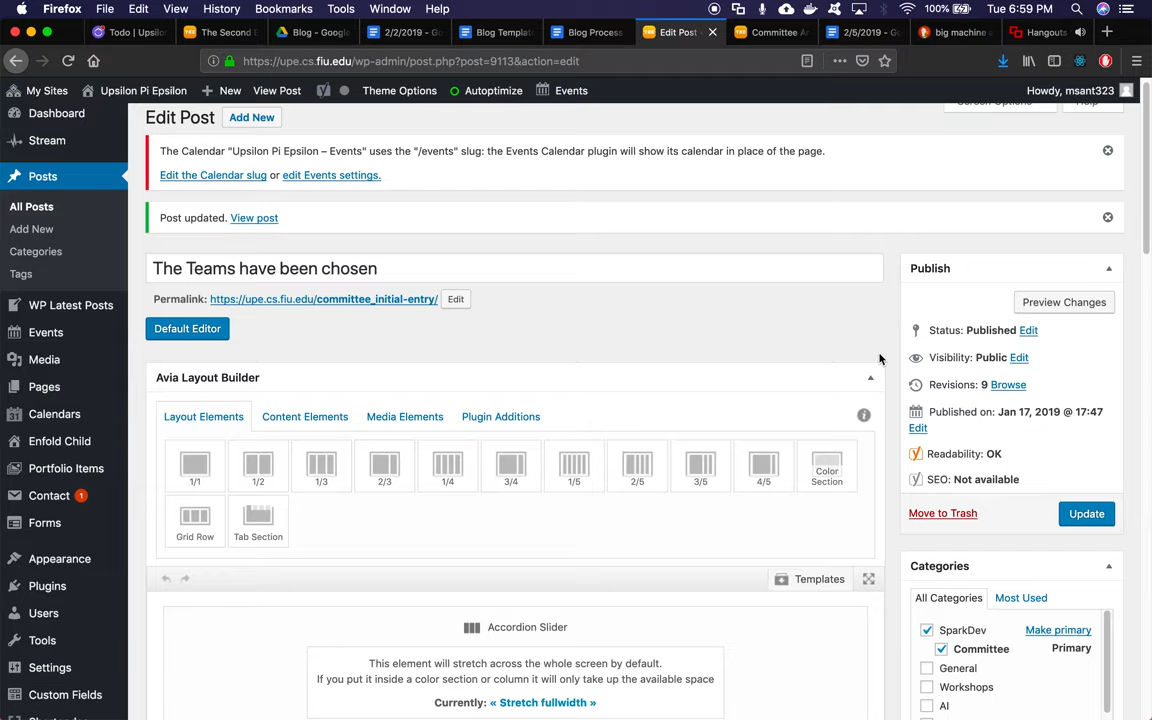 Firefox File Edit View History Bookmarks Tools Window Help 100% Tue 6:59 PM
Todo | Upsilon The Second E Blog - Google 2/2/2019 - Go Blog Template Blog Process Edit Post 2/5/2019 - Go big machine Hangouts
Committee Ar
https://upe.cs.fiu.edu/wp-admin/post.php?post=9113&action=edit
My Sites Upsilon Pi Epsilon New View Post Theme Options Autoptimize Events Howdy, msant323
Dashboard
Stream
Posts
All Posts
Add New
Categories
Tags
WP Latest Posts
Events
Media
Pages
Calendars
31
Enfold Child
Portfolio Items
Contact 1
Forms
Appearance
Plugins
Users
Tools
Settings
Custom Fields
Edit Post Add New
Screen Options Help
The Calendar "Upsilon Pi Epsilon – Events" uses the "/events" slug: the Events Calendar plugin will show its calendar in place of the page.
Edit the Calendar slug or edit Events settings.
Post updated. View post
The Teams have been chosen
Permalink: https://upe.cs.fiu.edu/committee_initial-entry/ Edit
Default Editor
Avia Layout Builder
Layout Elements Content Elements Media Elements Plugin Additions
1/1 1/2 1/3 2/3 1/4 3/4 1/5 2/5 3/5 4/5 Color
Section
Grid Row Tab Section
Templates
Accordion Slider
This element will stretch across the whole screen by default.
If you put it inside a color section or column it will only take up the available space
Currently: « Stretch fullwidth »
Publish
Preview Changes
Status: Published Edit
Visibility: Public Edit
Revisions: 9 Browse
Published on: Jan 17, 2019 @ 17:47
Edit
Readability: OK
SEO: Not available
Move to Trash Update
Categories
All Categories Most Used
SparkDev Make primary
Committee Primary
General
Workshops
AI